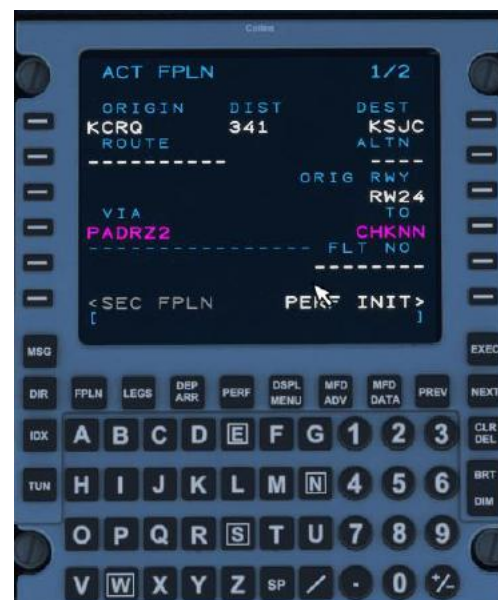 Collins
ACT FPLN 1/2
ORIGIN DIST DEST
KCRQ 341 KSJC
ROUTE ALTN
---------- ----
ORIG RWY
RW24
VIA TO
PADRZ2 CHKNN
---------------- FLT NO
--------
<SEC FPLN PERF INIT>
[ ]
MSG EXEC
DIR FPLN LEGS DEP ARR PERF DSPL MENU MFD ADV MFD DATA PREV NEXT
IDX A B C D E F G 1 2 3 CLR DEL
TUN H I J K L M N 4 5 6 BRT DIM
O P Q R S T U 7 8 9
V W X Y Z SP / . 0 +/-